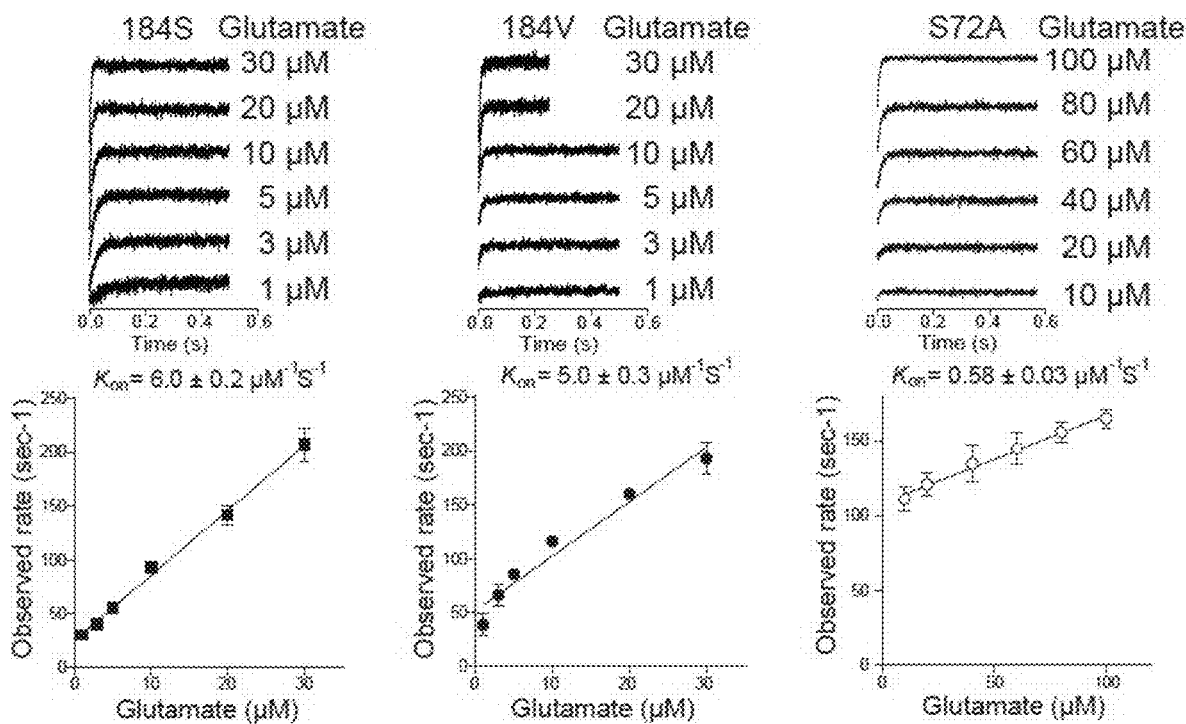 184S Glutamate
30 µM
20 µM
10 µM
5 µM
3 µM
1 µM
0.0 0.2 0.4 0.6
Time (s)
184V Glutamate
30 µM
20 µM
10 µM
5 µM
3 µM
1 µM
0.0 0.2 0.4 0.6
Time (s)
S72A Glutamate
100 µM
80 µM
60 µM
40 µM
20 µM
10 µM
0.0 0.2 0.4 0.6
Time (s)
Kon= 6.0 ± 0.2 µM⁻¹S⁻¹
250
200
150
100
50
0
Observed rate (sec-1)
0 10 20 30
Glutamate (µM)
Kon= 5.0 ± 0.3 µM⁻¹S⁻¹
250
200
150
100
50
0
Observed rate (sec-1)
0 10 20 30
Glutamate (µM)
Kon= 0.58 ± 0.03 µM⁻¹S⁻¹
150
100
50
0
Observed rate (sec-1)
0 50 100
Glutamate (µM)